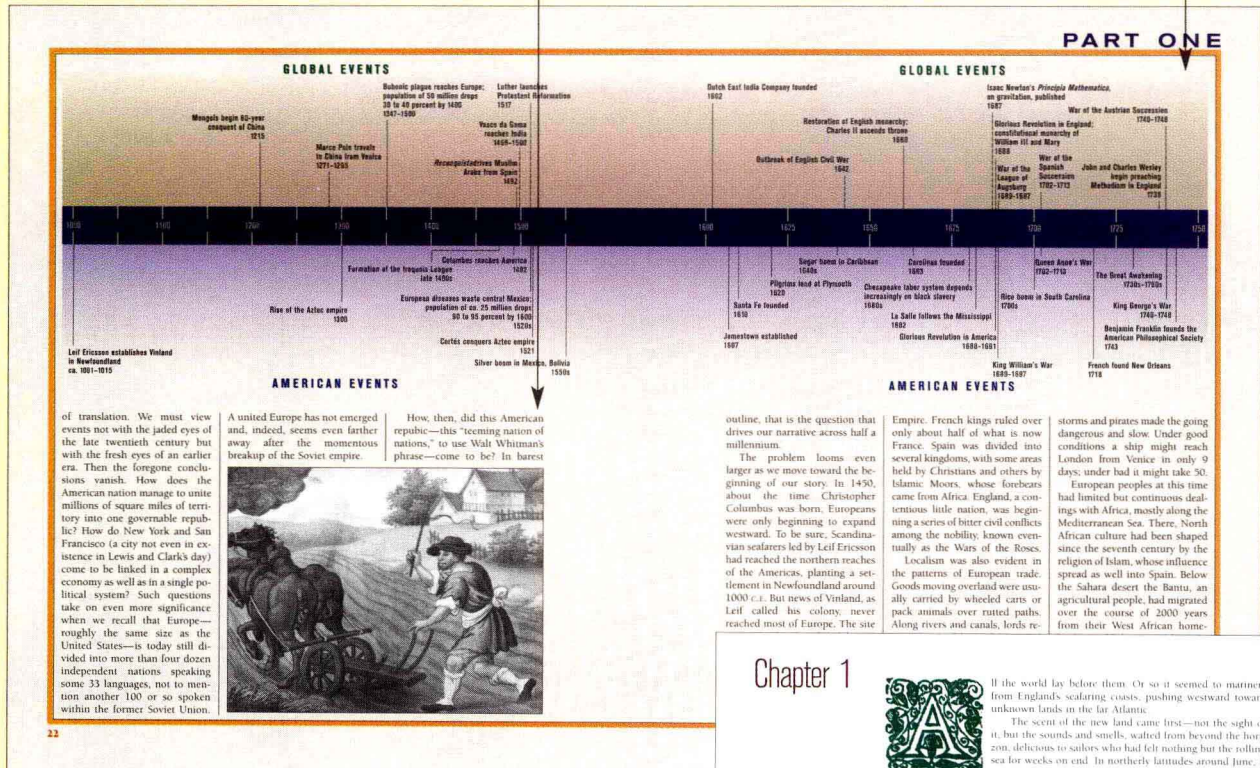 PART ONE
GLOBAL EVENTS
Mongols begin 60-year
conquest of China
1215
Marco Polo travels
to China from Venice
1271-1295
Bubonic plague reaches Europe;
population of 50 million drops
30 to 40 percent by 1400
1347-1500
Luther launches
Protestant Reformation
1517
Vasco da Gama
reaches India
Reconquista drives Muslim
Arabs from Spain
1492
GLOBAL EVENTS
Dutch East India Company founded
1602
Restoration of English monarchy;
Charles II ascends throne
1660
Outbreak of English Civil War
1642
Isaac Newton's Principia Mathematica,
on gravitation, published
1687
Glorious Revolution in England;
constitutional monarchy of
William III and Mary
1688
War of the
League of
Augsburg
1689-1697
War of the
Spanish
Succession
1702-1713
War of the Austrian Succession
1740-1748
John and Charles Wesley
begin preaching
Methodism in England
1100
1200
1300
1400
1500
1600
1625
1650
1675
1700
1725
1750
Leif Ericsson establishes Vinland
in Newfoundland
Rise of the Aztec empire
1300
Formation of the Iroquois League
late 1400s
Columbus reaches America
1492
European diseases waste central Mexico;
population of ca. 25 million drops
90 to 95 percent by 1600
1520s
Cortés conquers Aztec empire
1521
Silver boom in Mexico, Bolivia
1550s
AMERICAN EVENTS
Jamestown established
1607
Santa Fe founded
1610
Pilgrims land at Plymouth
1620
Sugar boom in Caribbean
1640s
Carolinas founded
1663
Chesapeake labor system depends
increasingly on black slavery
1680s
La Salle follows the Mississippi
1682
Glorious Revolution in America
King William's War
1689-1697
Rice boom in South Carolina
1700s
Queen Anne's War
1702-1713
French found New Orleans
1718
The Great Awakening
1730s-1760s
King George's War
1740-1748
Benjamin Franklin founds the
American Philosophical Society
1743
AMERICAN EVENTS
of translation. We must view
events not with the jaded eyes of
the late twentieth century but
with the fresh eyes of an earlier
era. Then the foregone conclu-
sions vanish. How does the
American nation manage to unite
millions of square miles of terri-
tory into one governable repub-
lic? How do New York and San
Francisco (a city not even in ex-
istence in Lewis and Clark's day)
come to be linked in a complex
economy as well as in a single po-
litical system? Such questions
take on even more significance
when we recall that Europe—
roughly the same size as the
United States—is today still di-
vided into more than four dozen
independent nations speaking
some 33 languages, not to men-
tion another 100 or so spoken
within the former Soviet Union.
A united Europe has not emerged
and, indeed, seems even farther
away after the momentous
breakup of the Soviet empire.
How, then, did this American
repubic—this "teeming nation of
nations," to use Walt Whitman's
phrase—come to be? In barest
outline, that is the question that
drives our narrative across half a
millennium.
The problem looms even
larger as we move toward the be-
ginning of our story. In 1450,
about the time Christopher
Columbus was born, Europeans
were only beginning to expand
westward. To be sure, Scandina-
vian seafarers led by Leif Ericsson
had reached the northern reaches
of the Americas, planting a set-
tlement in Newfoundland around
1000 C.E. But news of Vinland, as
Leif called his colony, never
reached most of Europe. The site
Empire. French kings ruled over
only about half of what is now
France. Spain was divided into
several kingdoms, with some areas
held by Christians and others by
Islamic Moors, whose forebears
came from Africa. England, a con-
tentious little nation, was begin-
ning a series of bitter civil conflicts
among the nobility, known even-
tually as the Wars of the Roses.
Localism was also evident in
the patterns of European trade.
Goods moving overland were usu-
ally carried by wheeled carts or
pack animals over rutted paths.
Along rivers and canals, lords re-
storms and pirates made the going
dangerous and slow. Under good
conditions a ship might reach
London from Venice in only 9
days; under bad it might take 50.
European peoples at this time
had limited but continuous deal-
ings with Africa, mostly along the
Mediterranean Sea. There, North
African culture had been shaped
since the seventh century by the
religion of Islam, whose influence
spread as well into Spain. Below
the Sahara desert the Bantu, an
agricultural people, had migrated
over the course of 2000 years
from their West African home-
22
Chapter 1
A
ll the world lay before them. Or so it seemed to mariner
from England's seafaring coasts, pushing westward towar
unknown lands in the far Atlantic.
The scent of the new land came first—not the sight
it, but the sounds and smells, wafted from beyond the hor
zon, delicious to sailors who had felt nothing but the rollin
sea for weeks on end. In northerly latitudes around June,